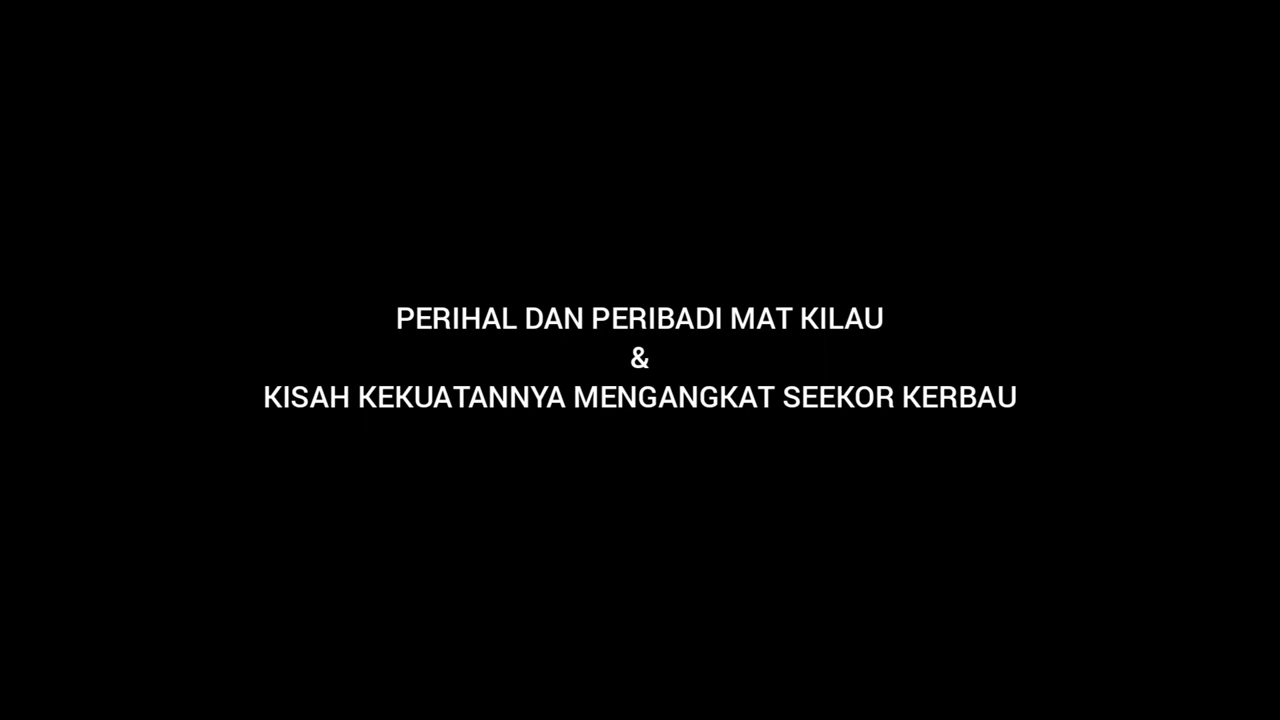 PERIHAL DAN PERIBADI MAT KILAU
&
KISAH KEKUATANNYA MENGANGKAT SEEKOR KERBAU